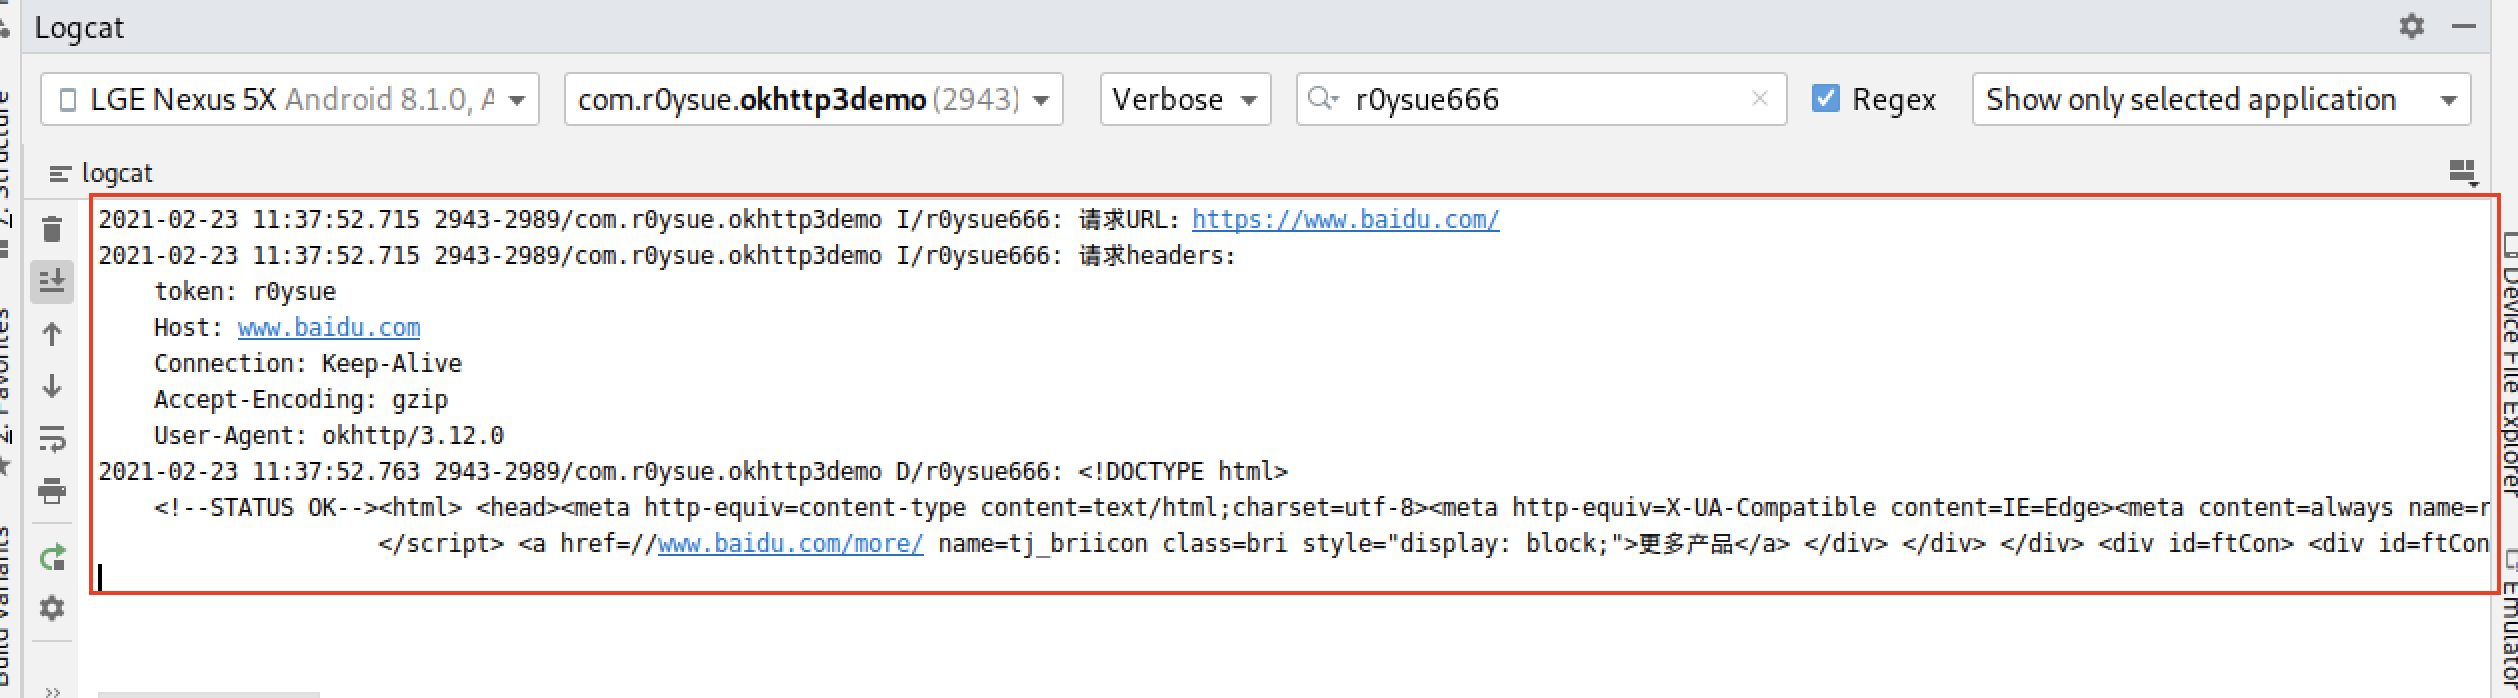 Logcat
LGE Nexus 5X Android 8.1.0, A
com.r0ysue.okhttp3demo (2943)
Verbose
r0ysue666
Regex
Show only selected application
logcat
2021-02-23 11:37:52.715 2943-2989/com.r0ysue.okhttp3demo I/r0ysue666: 请求URL: https://www.baidu.com/
2021-02-23 11:37:52.715 2943-2989/com.r0ysue.okhttp3demo I/r0ysue666: 请求headers:
token: r0ysue
Host: www.baidu.com
Connection: Keep-Alive
Accept-Encoding: gzip
User-Agent: okhttp/3.12.0
2021-02-23 11:37:52.763 2943-2989/com.r0ysue.okhttp3demo D/r0ysue666: <!DOCTYPE html>
<!--STATUS OK--><html> <head><meta http-equiv=content-type content=text/html;charset=utf-8><meta http-equiv=X-UA-Compatible content=IE=Edge><meta content=always name=r
</script> <a href=//www.baidu.com/more/ name=tj_briicon class=bri style="display: block;">更多产品</a> </div> </div> </div> <div id=ftCon> <div id=ftCon
7: Structure
2: Favorites
Build Variants
Device File Explorer
Emulator